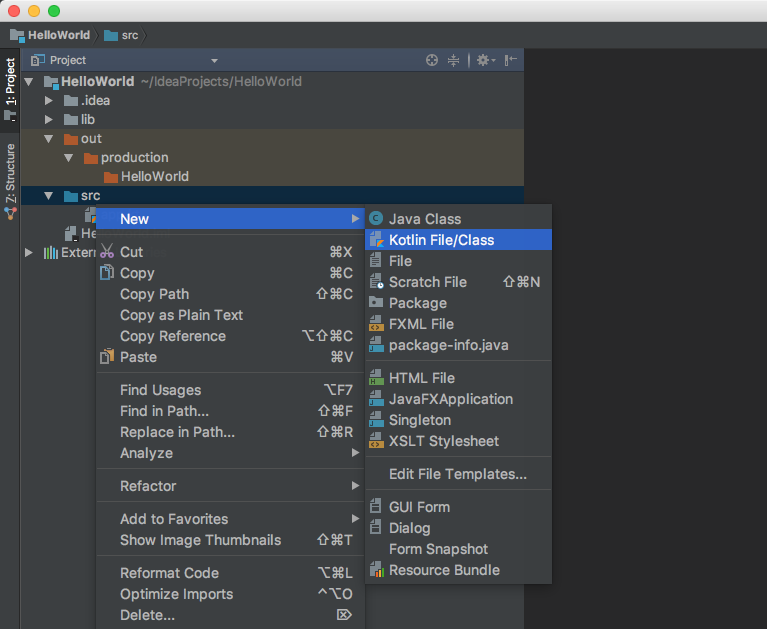 HelloWorld src
1: Project
Z: Structure
Project
HelloWorld ~/IdeaProjects/HelloWorld
.idea
lib
out
production
HelloWorld
src
He
Extern
New
Cut ⌘X
Copy ⌘C
Copy Path ⇧⌘C
Copy as Plain Text
Copy Reference ⌥⇧⌘C
Paste ⌘V
Find Usages ⌥F7
Find in Path... ⇧⌘F
Replace in Path... ⇧⌘R
Analyze
Refactor
Add to Favorites
Show Image Thumbnails ⇧⌘T
Reformat Code ⌥⌘L
Optimize Imports ^⌥O
Delete... ⌦
Java Class
Kotlin File/Class
File
Scratch File ⇧⌘N
Package
FXML File
package-info.java
HTML File
JavaFXApplication
Singleton
XSLT Stylesheet
Edit File Templates...
GUI Form
Dialog
Form Snapshot
Resource Bundle